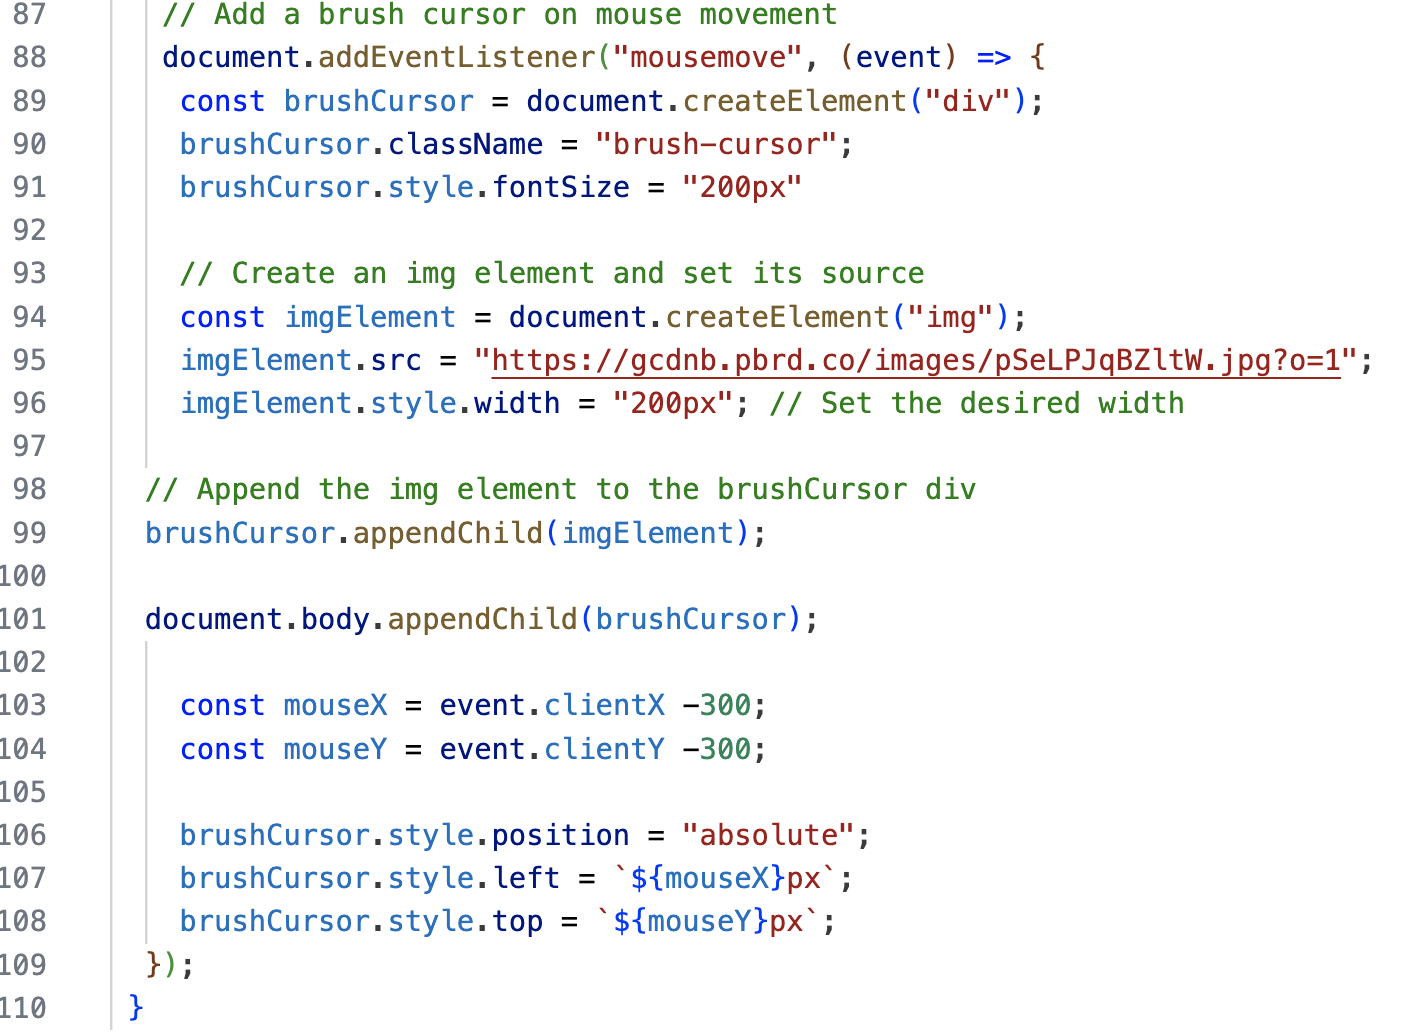 87 // Add a brush cursor on mouse movement
88 document.addEventListener("mousemove", (event) => {
89 const brushCursor = document.createElement("div");
90 brushCursor.className = "brush-cursor";
91 brushCursor.style.fontSize = "200px"
92
93 // Create an img element and set its source
94 const imgElement = document.createElement("img");
95 imgElement.src = "https://gcdnb.pbrd.co/images/pSeLPJqBZltW.jpg?o=1";
96 imgElement.style.width = "200px"; // Set the desired width
97
98 // Append the img element to the brushCursor div
99 brushCursor.appendChild(imgElement);
100
101 document.body.appendChild(brushCursor);
102
103 const mouseX = event.clientX -300;
104 const mouseY = event.clientY -300;
105
106 brushCursor.style.position = "absolute";
107 brushCursor.style.left = `${mouseX}px`;
108 brushCursor.style.top = `${mouseY}px`;
109 });
110 }